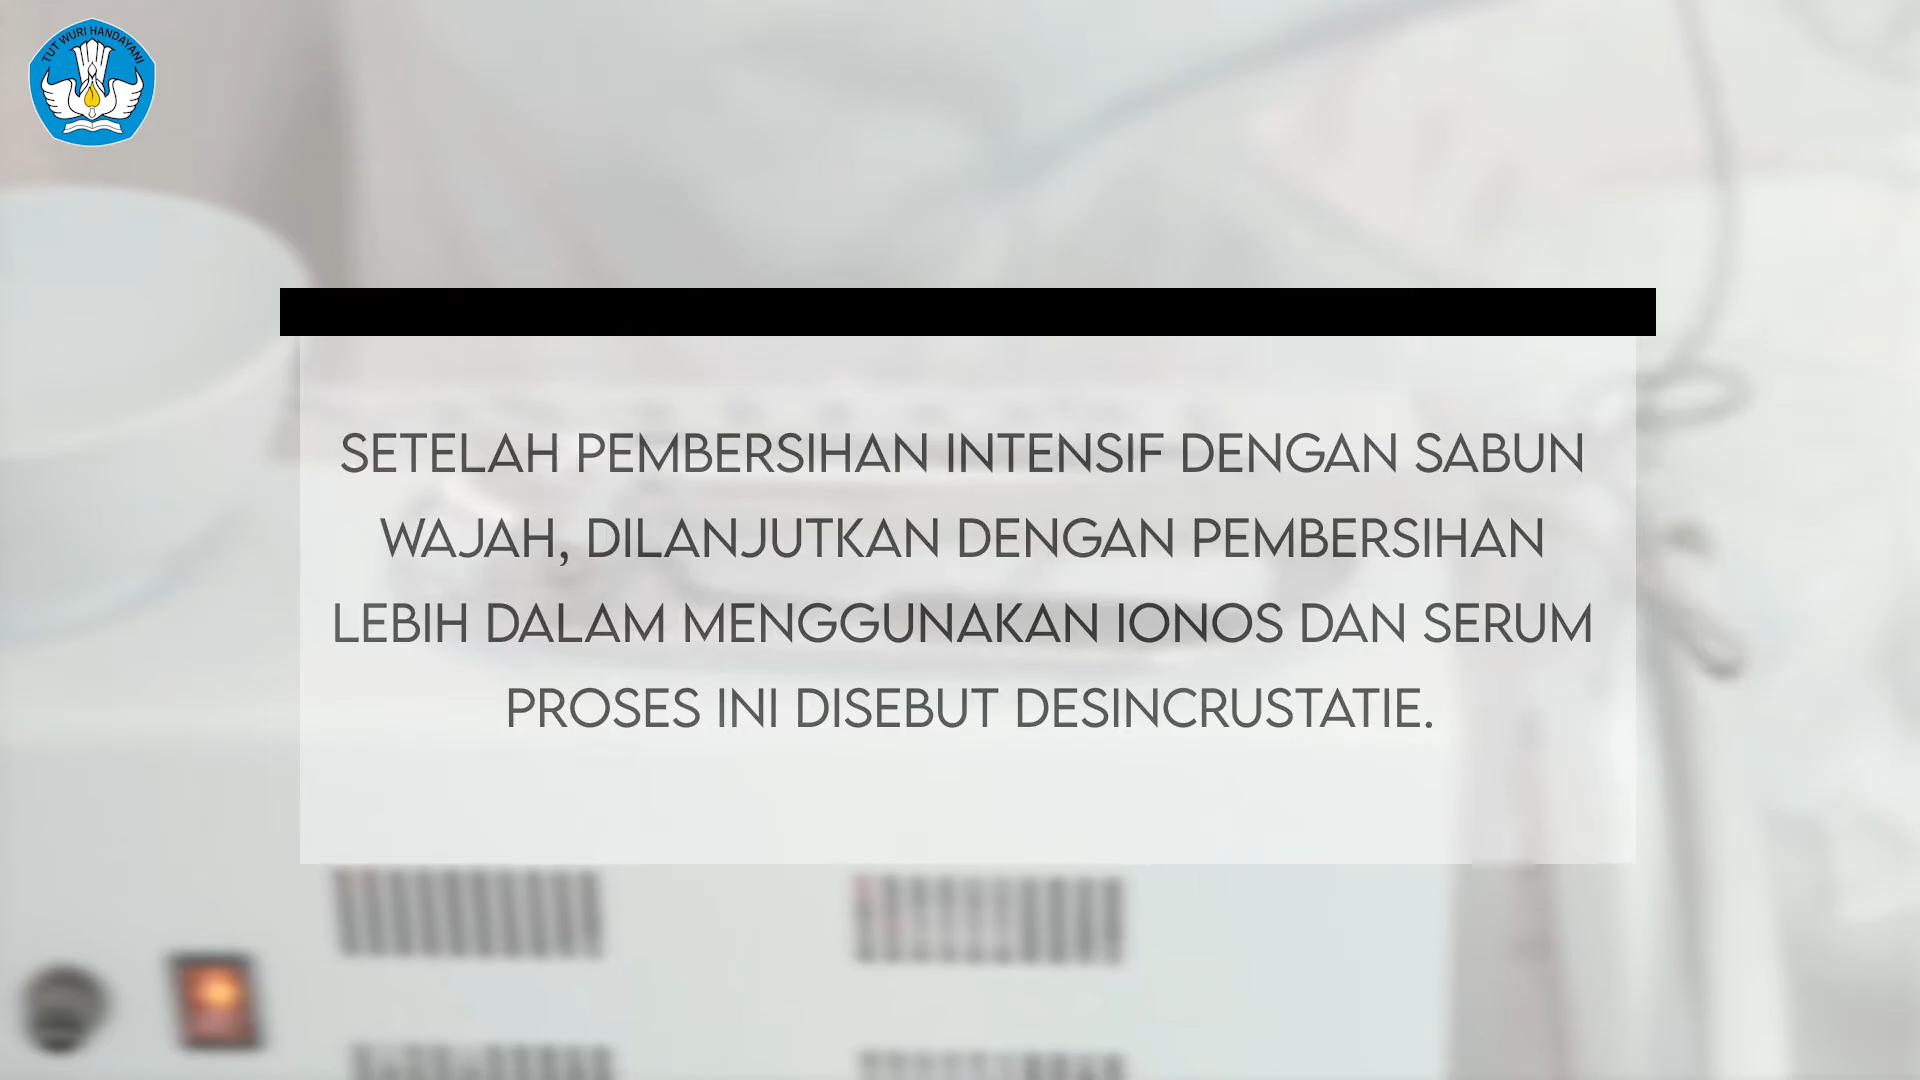 TUT WURI HANDAYANI
SETELAH PEMBERSIHAN INTENSIF DENGAN SABUN
WAJAH, DILANJUTKAN DENGAN PEMBERSIHAN
LEBIH DALAM MENGGUNAKAN IONOS DAN SERUM
PROSES INI DISEBUT DESINCRUSTATIE.